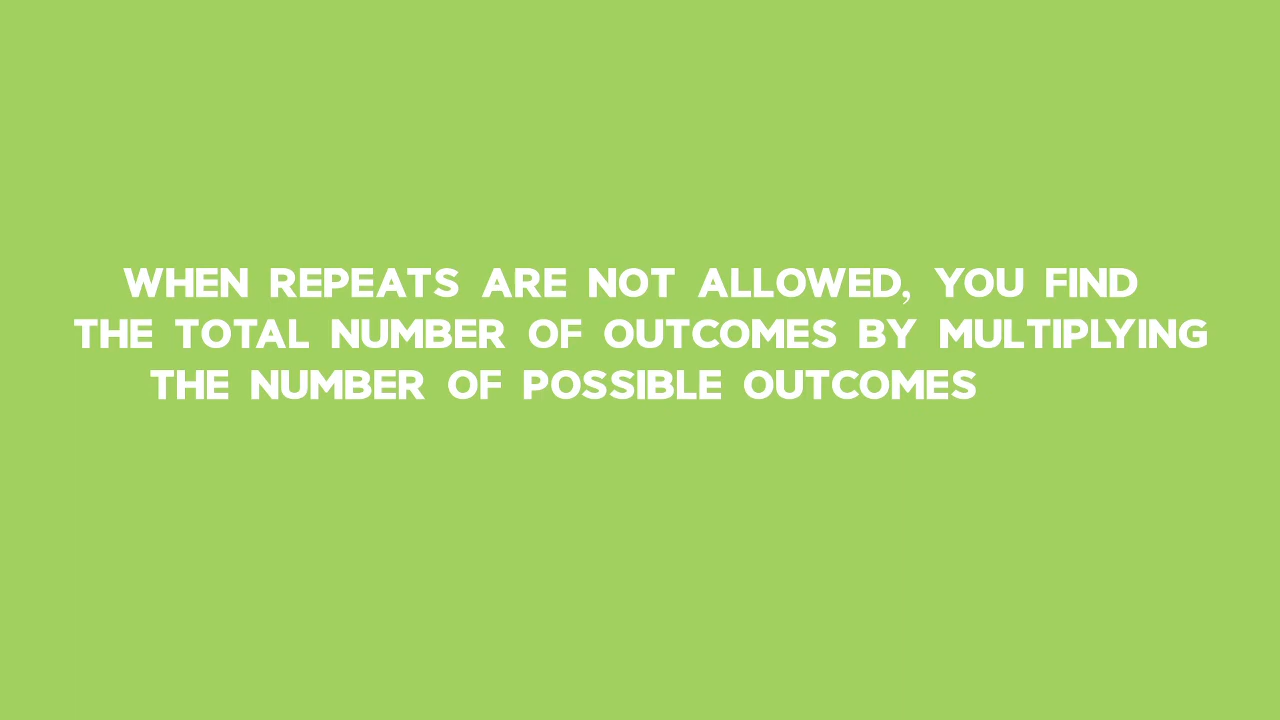 WHEN REPEATS ARE NOT ALLOWED, YOU FIND
THE TOTAL NUMBER OF OUTCOMES BY MULTIPLYING
THE NUMBER OF POSSIBLE OUTCOMES